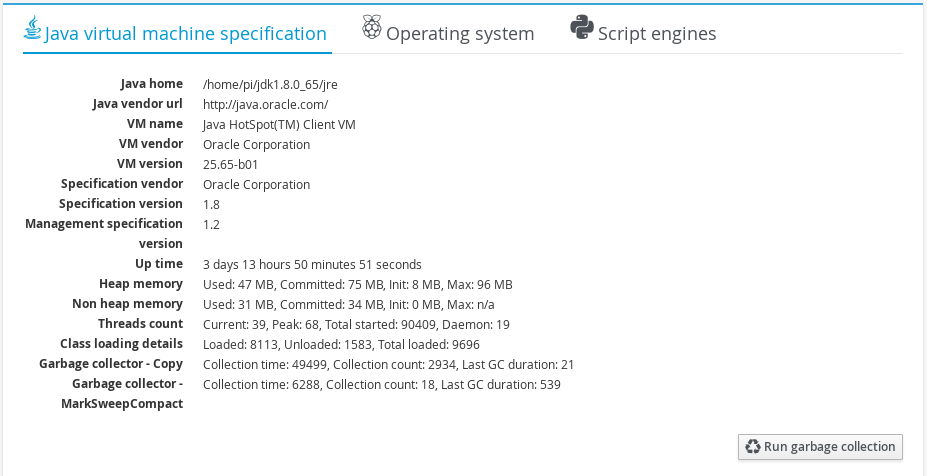 Java virtual machine specification Operating system Script engines
Java home /home/pi/jdk1.8.0_65/jre
Java vendor url http://java.oracle.com/
VM name Java HotSpot(TM) Client VM
VM vendor Oracle Corporation
VM version 25.65-b01
Specification vendor Oracle Corporation
Specification version 1.8
Management specification 1.2
version
Up time 3 days 13 hours 50 minutes 51 seconds
Heap memory Used: 47 MB, Committed: 75 MB, Init: 8 MB, Max: 96 MB
Non heap memory Used: 31 MB, Committed: 34 MB, Init: 0 MB, Max: n/a
Threads count Current: 39, Peak: 68, Total started: 90409, Daemon: 19
Class loading details Loaded: 8113, Unloaded: 1583, Total loaded: 9696
Garbage collector - Copy Collection time: 49499, Collection count: 2934, Last GC duration: 21
Garbage collector - Collection time: 6288, Collection count: 18, Last GC duration: 539
MarkSweepCompact
Run garbage collection